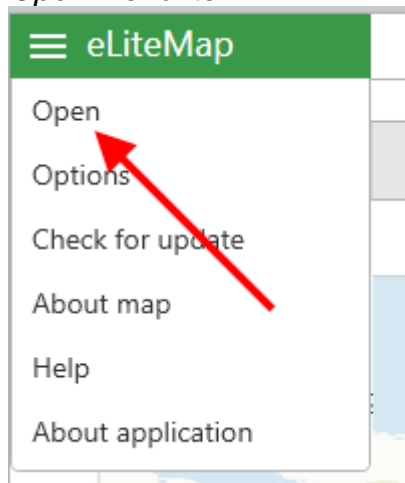 eLiteMap
Open
Options
Check for update
About map
Help
About application